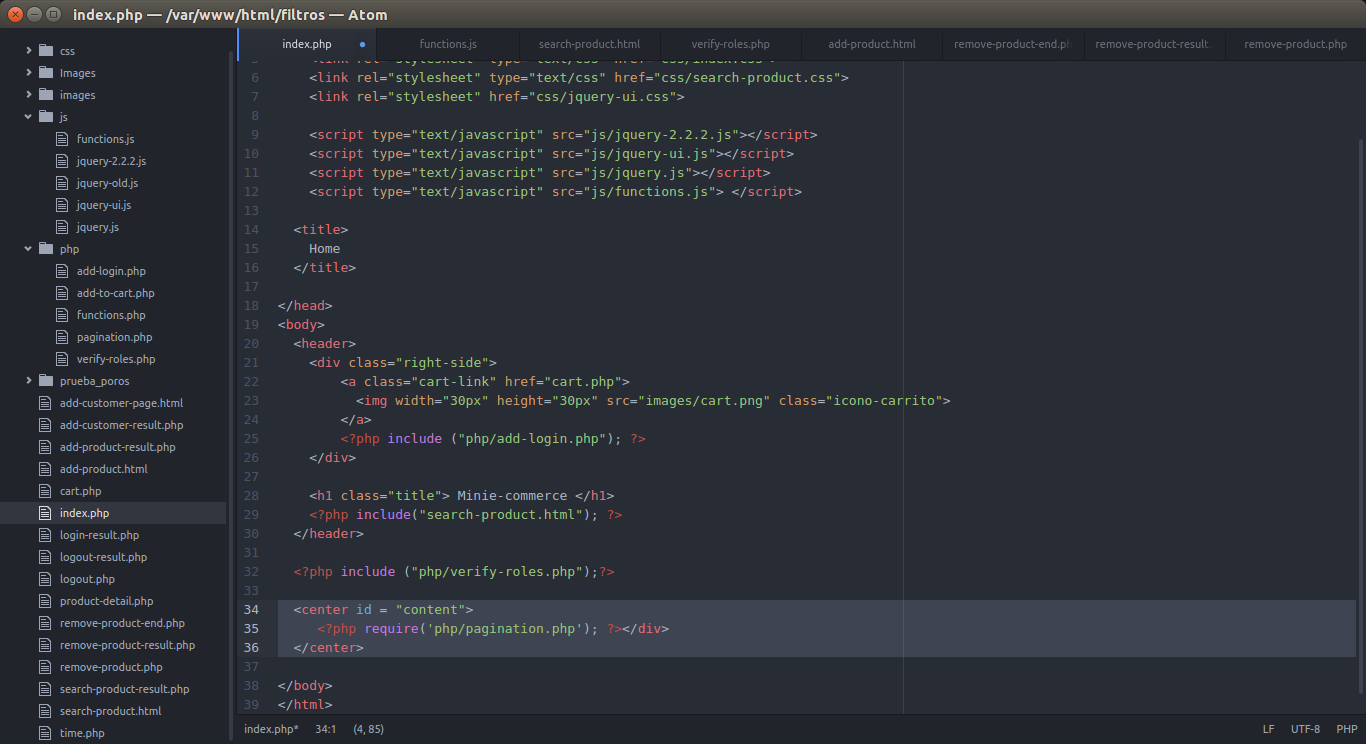 index.php — /var/www/html/filtros — Atom
css
Images
images
js
functions.js
jquery-2.2.2.js
jquery-old.js
jquery-ui.js
jquery.js
php
add-login.php
add-to-cart.php
functions.php
pagination.php
verify-roles.php
prueba_poros
add-customer-page.html
add-customer-result.php
add-product-result.php
add-product.html
cart.php
index.php
login-result.php
logout-result.php
logout.php
product-detail.php
remove-product-end.php
remove-product-result.php
remove-product.php
search-product-result.php
search-product.html
time.php
index.php functions.js search-product.html verify-roles.php add-product.html remove-product-end.ph remove-product-result. remove-product.php
5 <link rel="stylesheet" type="text/css" href="css/index.css">
6 <link rel="stylesheet" type="text/css" href="css/search-product.css">
7 <link rel="stylesheet" href="css/jquery-ui.css">
8
9 <script type="text/javascript" src="js/jquery-2.2.2.js"></script>
10 <script type="text/javascript" src="js/jquery-ui.js"></script>
11 <script type="text/javascript" src="js/jquery.js"></script>
12 <script type="text/javascript" src="js/functions.js"> </script>
13
14 <title>
15 Home
16 </title>
17
18 </head>
19 <body>
20 <header>
21 <div class="right-side">
22 <a class="cart-link" href="cart.php">
23 <img width="30px" height="30px" src="images/cart.png" class="icono-carrito">
24 </a>
25 <?php include ("php/add-login.php"); ?>
26 </div>
27
28 <h1 class="title"> Minie-commerce </h1>
29 <?php include("search-product.html"); ?>
30 </header>
31
32 <?php include ("php/verify-roles.php");?>
33
34 <center id = "content">
35 <?php require('php/pagination.php'); ?></div>
36 </center>
37
38 </body>
39 </html>
index.php* 34:1 (4, 85) LF UTF-8 PHP